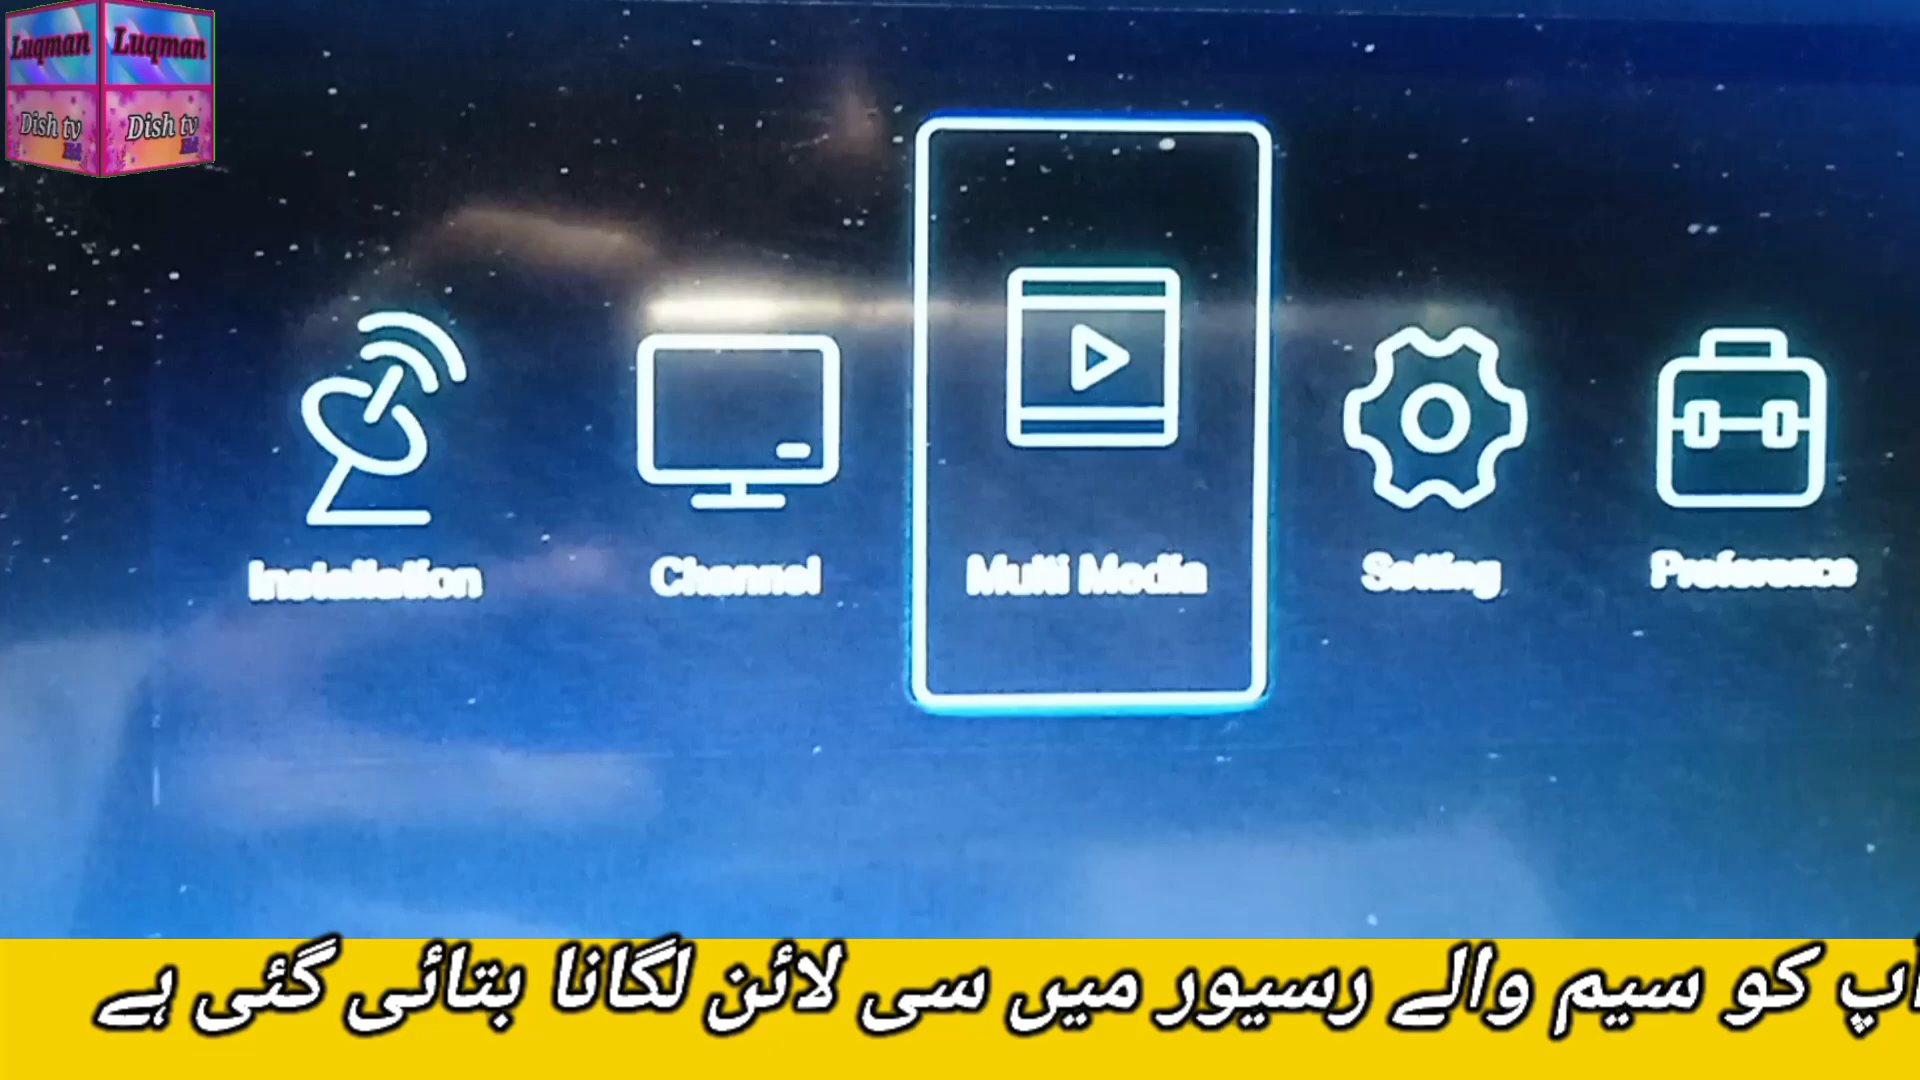 Luqman Luqman
Dish tv Dish tv
Installation Channel Multi Media Setting Preference
آپ کو سیم والے رسیور میں سی لائن لگانا بتائی گئی ہے